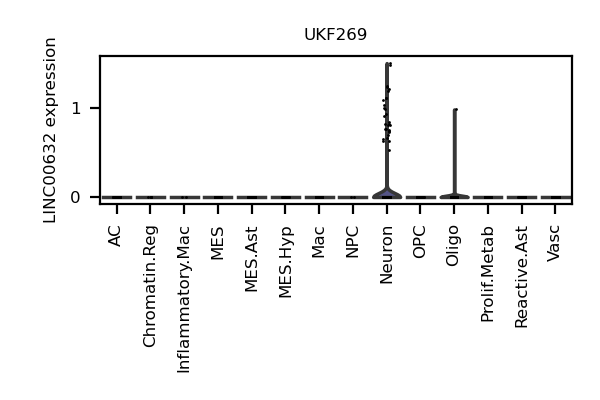 UKF269
LINC00632 expression
1
0
AC
Chromatin.Reg
Inflammatory.Mac
MES
MES.Ast
MES.Hyp
Mac
NPC
Neuron
OPC
Oligo
Prolif.Metab
Reactive.Ast
Vasc